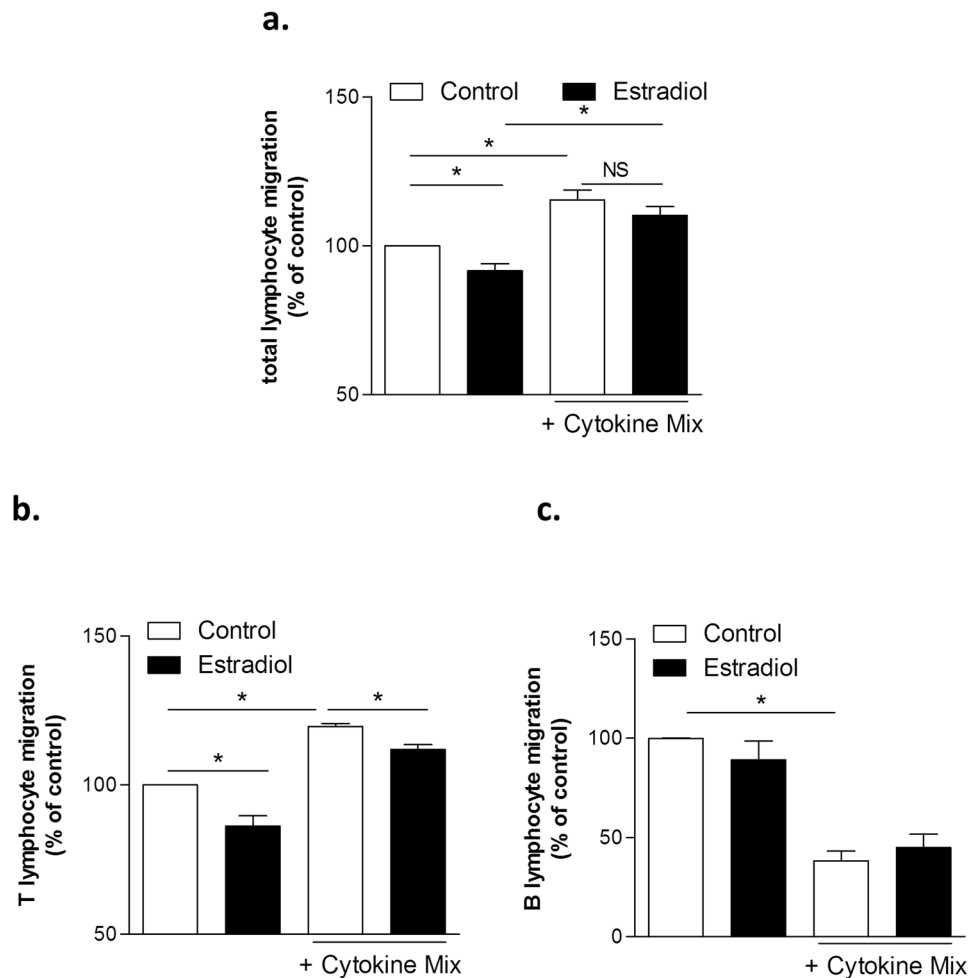 a.
Control
Estradiol
150
*
*
*
NS
100
50
total lymphocyte migration
(% of control)
+ Cytokine Mix
b.
Control
Estradiol
150
*
*
*
100
50
T lymphocyte migration
(% of control)
+ Cytokine Mix
c.
Control
Estradiol
150
*
100
50
0
B lymphocyte migration
(% of control)
+ Cytokine Mix